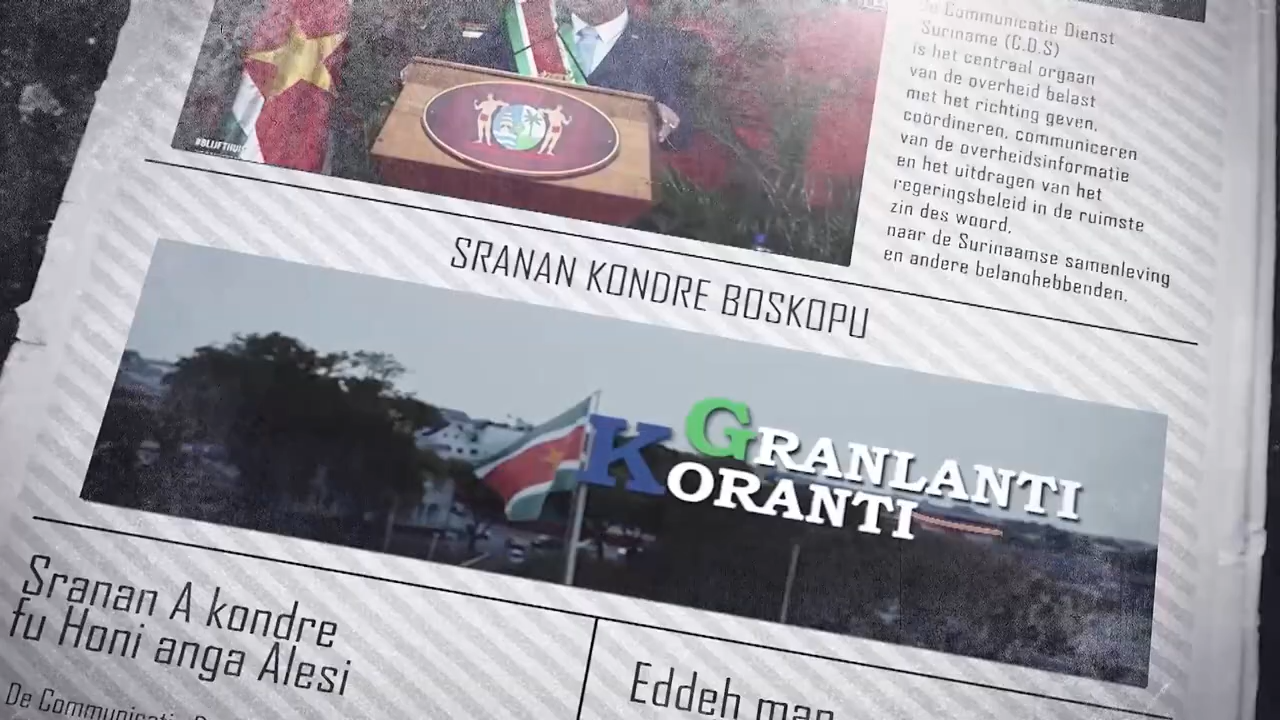 De Communicatie Dienst
Suriname (C.D.S)
is het centraal orgaan
van de overheid belast
met het richting geven,
coördineren, communiceren
van de overheidsinformatie
en het uitdragen van het
regeringsbeleid in de ruimste
zin des woord,
naar de Surinaamse samenleving
en andere belanghebbenden.
SRANAN KONDRE BOSKOPU
GRANLANTI
KORANTI
Sranan A kondre
fu Honi anga Alesi
Eddeh man
De Communicatie